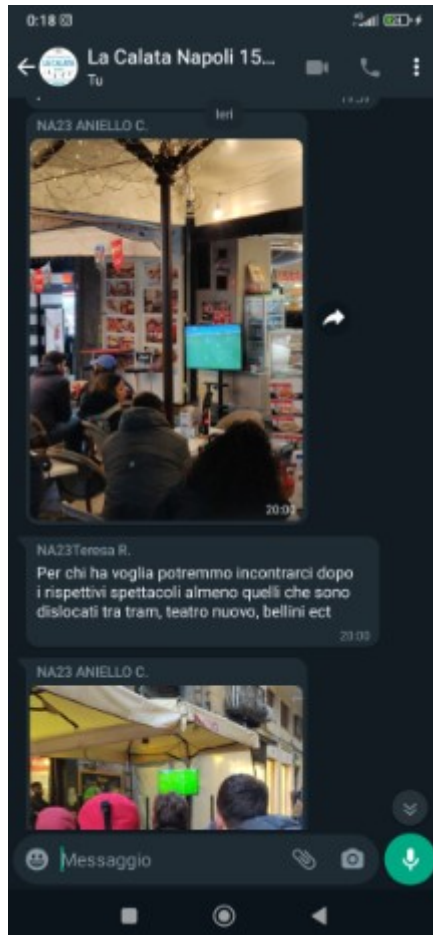 0:18
La Calata Napoli 15...
Tu
Ieri
NA23 ANIELLO C.
20:00
NA23Teresa R.
Per chi ha voglia potremmo incontrarci dopo
i rispettivi spettacoli almeno quelli che sono
dislocati tra tram, teatro nuovo, bellini ect
20:00
NA23 ANIELLO C.
Messaggio